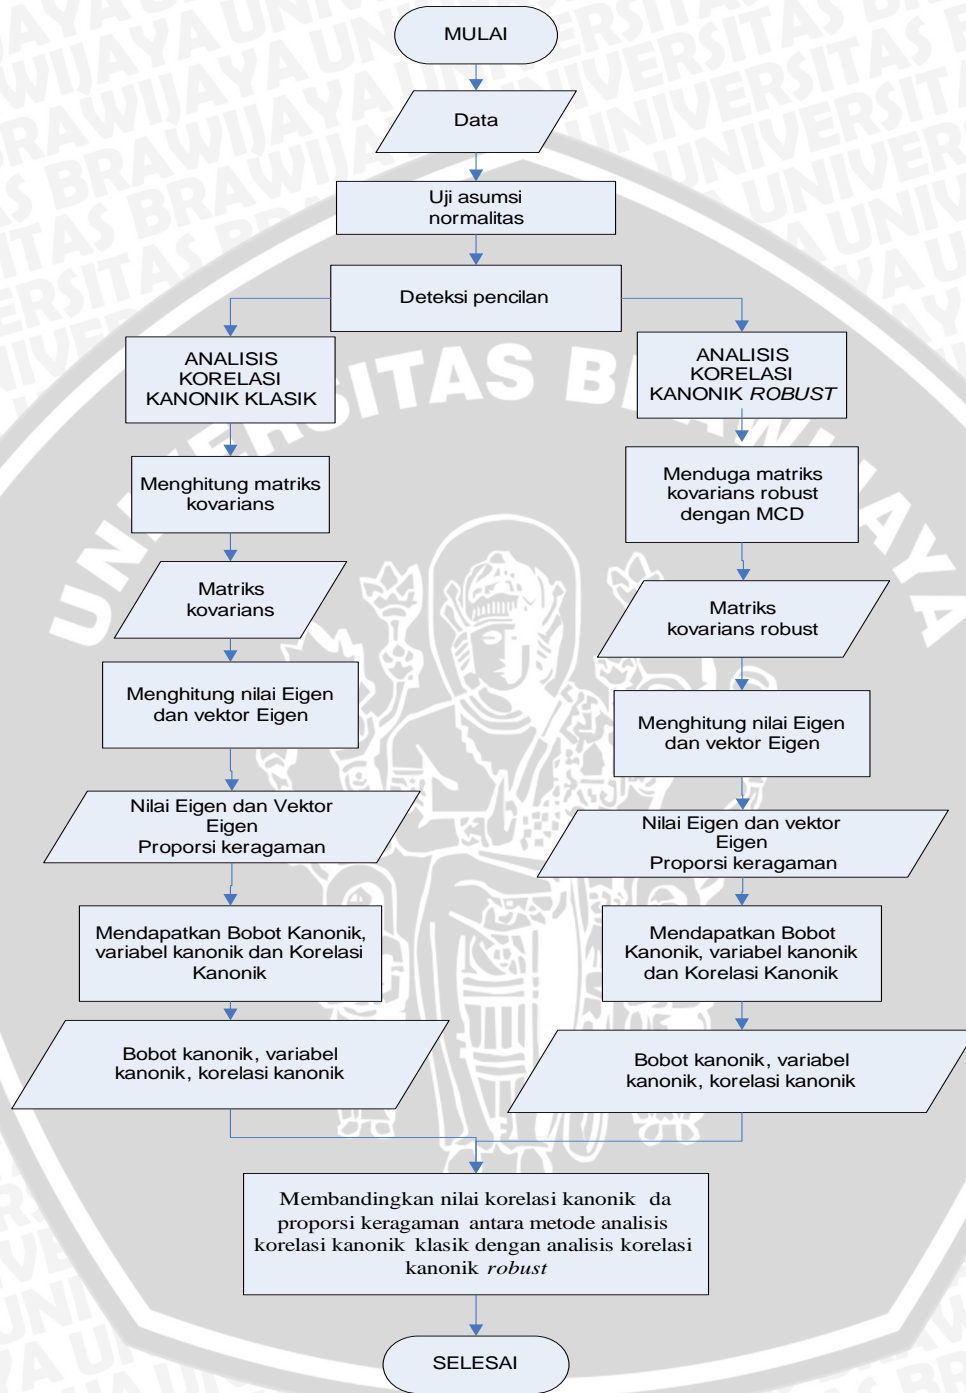 MULAI
Data
Uji asumsi
normalitas
Deteksi pencilan
ANALISIS
KORELASI
KANONIK KLASIK
Menghitung matriks
kovarians
Matriks
kovarians
Menghitung nilai Eigen
dan vektor Eigen
Nilai Eigen dan Vektor
Eigen
Proporsi keragaman
Mendapatkan Bobot Kanonik,
variabel kanonik dan Korelasi
Kanonik
Bobot kanonik, variabel
kanonik, korelasi kanonik
ANALISIS
KORELASI
KANONIK ROBUST
Menduga matriks
kovarians robust
dengan MCD
Matriks
kovarians robust
Menghitung nilai Eigen
dan vektor Eigen
Nilai Eigen dan vektor
Eigen
Proporsi keragaman
Mendapatkan Bobot
Kanonik, variabel kanonik
dan Korelasi Kanonik
Bobot kanonik, variabel
kanonik, korelasi kanonik
Membandingkan nilai korelasi kanonik da
proporsi keragaman antara metode analisis
korelasi kanonik klasik dengan analisis korelasi
kanonik robust
SELESAI